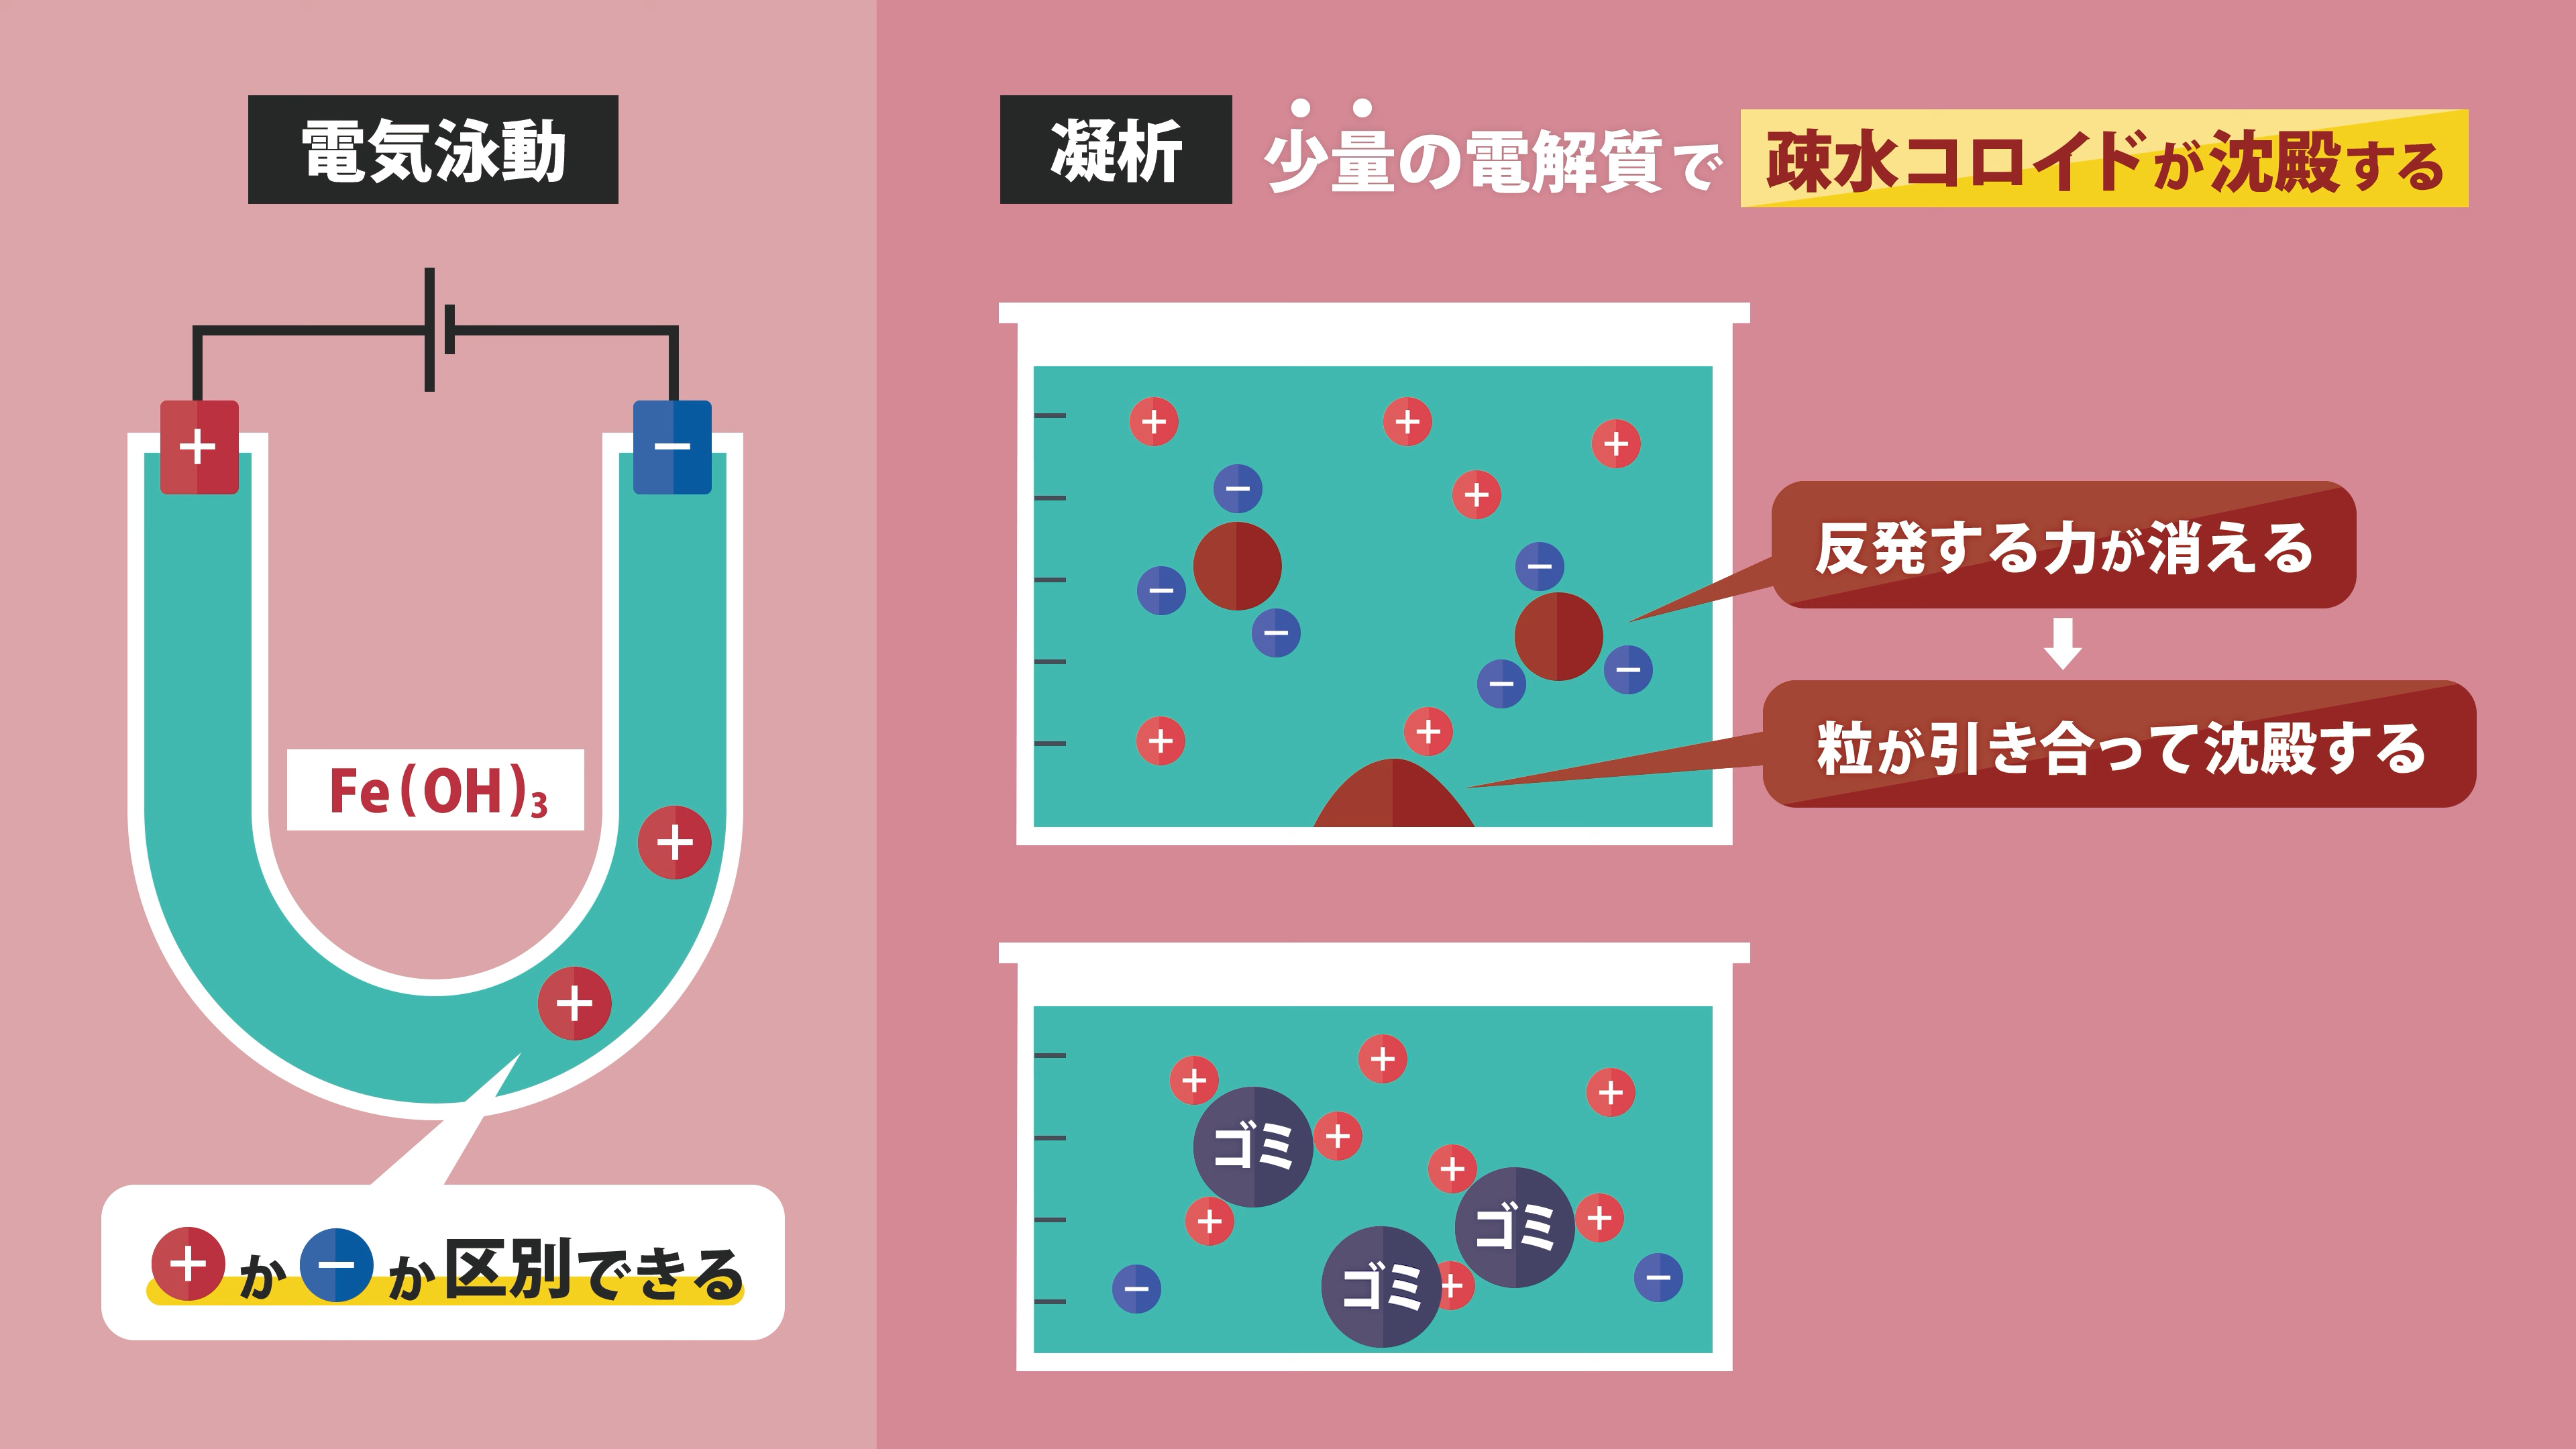 電気泳動
＋
－
Fe(OH)₃
＋
＋
＋か－か区別できる
凝析 少量の電解質で 疎水コロイドが沈殿する
＋ ＋ ＋
－ ＋
－ －
－
－ －
＋ ＋
反発する力が消える
粒が引き合って沈殿する
＋ ＋ ＋
ゴミ ＋
＋ ＋
ゴミ ＋
ゴミ ＋
－ －